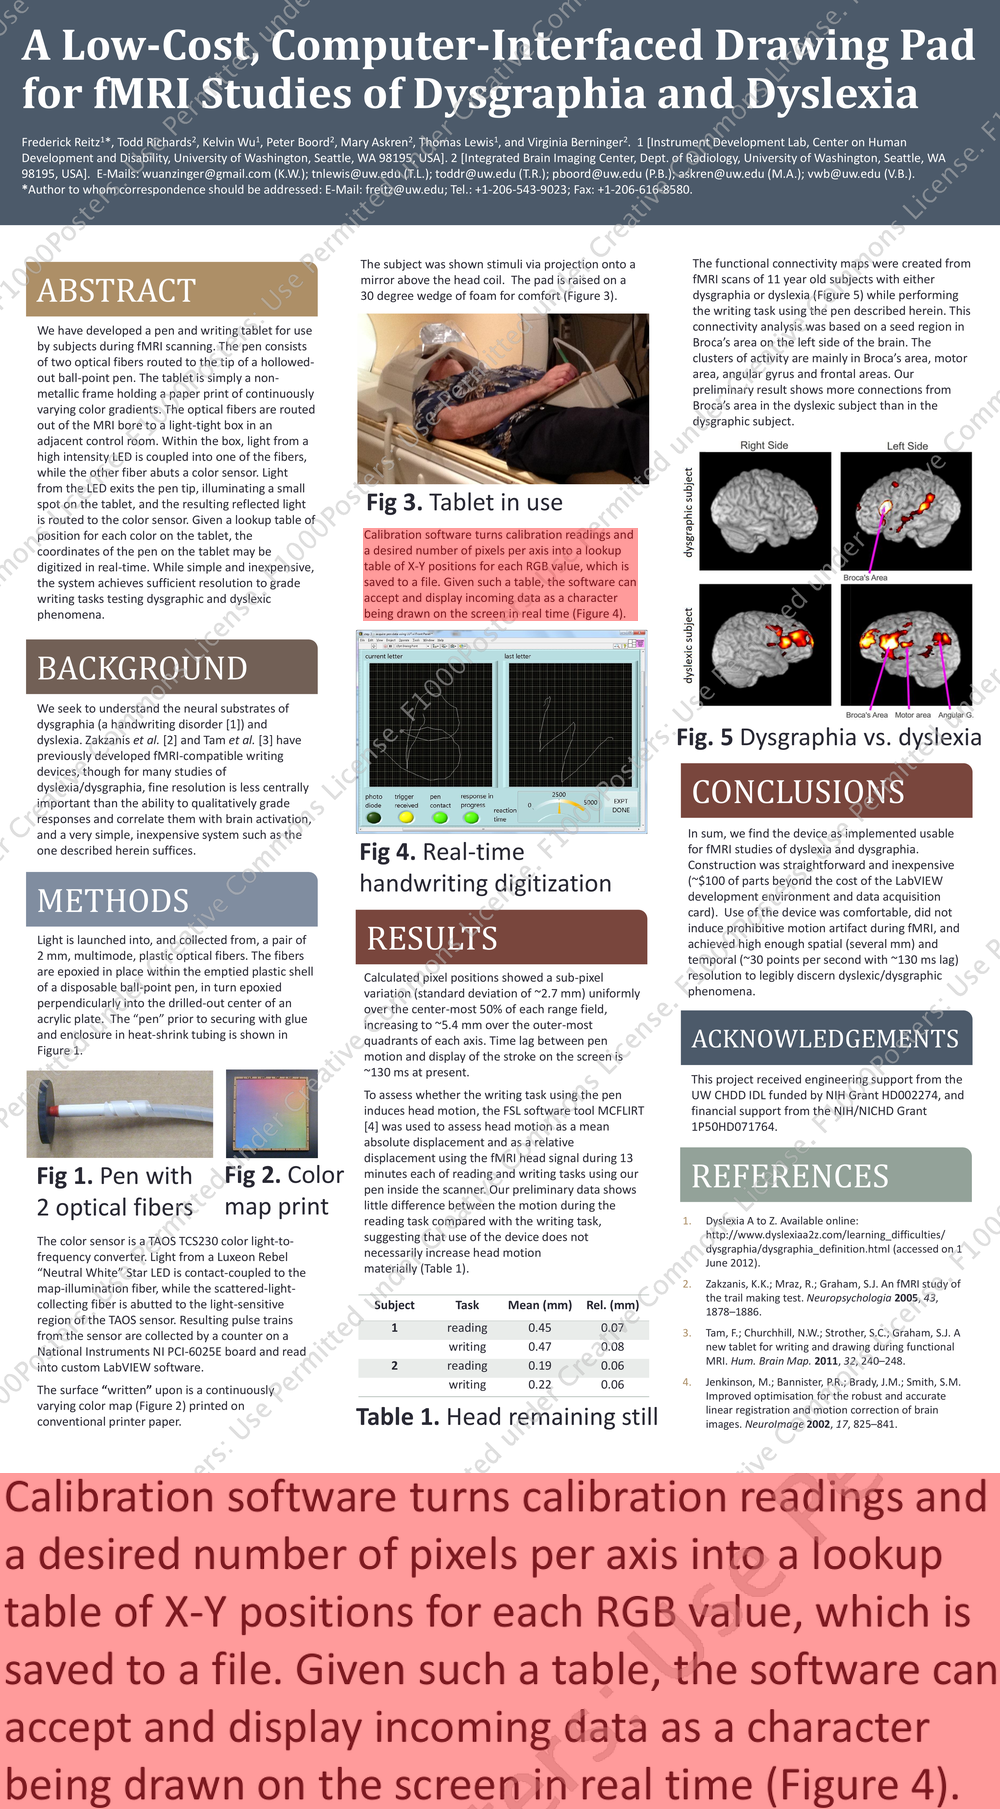 A Low-Cost, Computer-Interfaced Drawing Pad
for fMRI Studies of Dysgraphia and Dyslexia
Frederick Reitz¹*, Todd Richards², Kelvin Wu¹, Peter Boord², Mary Askren², Thomas Lewis¹, and Virginia Berninger². 1 [Instrument Development Lab, Center on Human
Development and Disability, University of Washington, Seattle, WA 98195, USA]. 2 [Integrated Brain Imaging Center, Dept. of Radiology, University of Washington, Seattle, WA
98195, USA]. E-Mails: wuanzinger@gmail.com (K.W.); tnlewis@uw.edu (T.L.); toddr@uw.edu (T.R.); pboord@uw.edu (P.B.); askren@uw.edu (M.A.); vwb@uw.edu (V.B.).
*Author to whom correspondence should be addressed: E-Mail: freitz@uw.edu; Tel.: +1-206-543-9023; Fax: +1-206-616-8580.
ABSTRACT
We have developed a pen and writing tablet for use
by subjects during fMRI scanning. The pen consists
of two optical fibers routed to the tip of a hollowed-
out ball-point pen. The tablet is simply a non-
metallic frame holding a paper print of continuously
varying color gradients. The optical fibers are routed
out of the MRI bore to a light-tight box in an
adjacent control room. Within the box, light from a
high intensity LED is coupled into one of the fibers,
while the other fiber abuts a color sensor. Light
from the LED exits the pen tip, illuminating a small
spot on the tablet, and the resulting reflected light
is routed to the color sensor. Given a lookup table of
position for each color on the tablet, the
coordinates of the pen on the tablet may be
digitized in real-time. While simple and inexpensive,
the system achieves sufficient resolution to grade
writing tasks testing dysgraphic and dyslexic
phenomena.
BACKGROUND
We seek to understand the neural substrates of
dysgraphia (a handwriting disorder [1]) and
dyslexia. Zakzanis et al. [2] and Tam et al. [3] have
previously developed fMRI-compatible writing
devices, though for many studies of
dyslexia/dysgraphia, fine resolution is less centrally
important than the ability to qualitatively grade
responses and correlate them with brain activation,
and a very simple, inexpensive system such as the
one described herein suffices.
METHODS
Light is launched into, and collected from, a pair of
2 mm, multimode, plastic optical fibers. The fibers
are epoxied in place within the emptied plastic shell
of a disposable ball-point pen, in turn epoxied
perpendicularly into the drilled-out center of an
acrylic plate. The “pen” prior to securing with glue
and enclosure in heat-shrink tubing is shown in
Figure 1.
Fig 1. Pen with
2 optical fibers
Fig 2. Color
map print
The color sensor is a TAOS TCS230 color light-to-
frequency converter. Light from a Luxeon Rebel
“Neutral White” Star LED is contact-coupled to the
map-illumination fiber, while the scattered-light-
collecting fiber is abutted to the light-sensitive
region of the TAOS sensor. Resulting pulse trains
from the sensor are collected by a counter on a
National Instruments NI PCI-6025E board and read
into custom LabVIEW software.
The surface “written” upon is a continuously
varying color map (Figure 2) printed on
conventional printer paper.
The subject was shown stimuli via projection onto a
mirror above the head coil. The pad is raised on a
30 degree wedge of foam for comfort (Figure 3).
Fig 3. Tablet in use
Calibration software turns calibration readings and
a desired number of pixels per axis into a lookup
table of X-Y positions for each RGB value, which is
saved to a file. Given such a table, the software can
accept and display incoming data as a character
being drawn on the screen in real time (Figure 4).
current letter
last letter
photo diode
trigger received
pen contact
response in progress
reaction time
0 2500 5000
EXPT DONE
Fig 4. Real-time
handwriting digitization
RESULTS
Calculated pixel positions showed a sub-pixel
variation (standard deviation of ~2.7 mm) uniformly
over the center-most 50% of each range field,
increasing to ~5.4 mm over the outer-most
quadrants of each axis. Time lag between pen
motion and display of the stroke on the screen is
~130 ms at present.
To assess whether the writing task using the pen
induces head motion, the FSL software tool MCFLIRT
[4] was used to assess head motion as a mean
absolute displacement and as a relative
displacement using the fMRI head signal during 13
minutes each of reading and writing tasks using our
pen inside the scanner. Our preliminary data shows
little difference between the motion during the
reading task compared with the writing task,
suggesting that use of the device does not
necessarily increase head motion
materially (Table 1).
Subject Task Mean (mm) Rel. (mm)
1 reading 0.45 0.07
writing 0.47 0.08
2 reading 0.19 0.06
writing 0.22 0.06
Table 1. Head remaining still
The functional connectivity maps were created from
fMRI scans of 11 year old subjects with either
dysgraphia or dyslexia (Figure 5) while performing
the writing task using the pen described herein. This
connectivity analysis was based on a seed region in
Broca’s area on the left side of the brain. The
clusters of activity are mainly in Broca’s area, motor
area, angular gyrus and frontal areas. Our
preliminary result shows more connections from
Broca’s area in the dyslexic subject than in the
dysgraphic subject.
Right Side
Left Side
dysgraphic subject
Broca's Area
dyslexic subject
Broca's Area Motor area Angular G.
Fig. 5 Dysgraphia vs. dyslexia
CONCLUSIONS
In sum, we find the device as implemented usable
for fMRI studies of dyslexia and dysgraphia.
Construction was straightforward and inexpensive
(~$100 of parts beyond the cost of the LabVIEW
development environment and data acquisition
card). Use of the device was comfortable, did not
induce prohibitive motion artifact during fMRI, and
achieved high enough spatial (several mm) and
temporal (~30 points per second with ~130 ms lag)
resolution to legibly discern dyslexic/dysgraphic
phenomena.
ACKNOWLEDGEMENTS
This project received engineering support from the
UW CHDD IDL funded by NIH Grant HD002274, and
financial support from the NIH/NICHD Grant
1P50HD071764.
REFERENCES
1. Dyslexia A to Z. Available online:
http://www.dyslexiaa2z.com/learning_difficulties/
dysgraphia/dysgraphia_definition.html (accessed on 1
June 2012).
2. Zakzanis, K.K.; Mraz, R.; Graham, S.J. An fMRI study of
the trail making test. Neuropsychologia 2005, 43,
1878–1886.
3. Tam, F.; Churchill, N.W.; Strother, S.C.; Graham, S.J. A
new tablet for writing and drawing during functional
MRI. Hum. Brain Map. 2011, 32, 240–248.
4. Jenkinson, M.; Bannister, P.R.; Brady, J.M.; Smith, S.M.
Improved optimisation for the robust and accurate
linear registration and motion correction of brain
images. NeuroImage 2002, 17, 825–841.
Calibration software turns calibration readings and
a desired number of pixels per axis into a lookup
table of X-Y positions for each RGB value, which is
saved to a file. Given such a table, the software can
accept and display incoming data as a character
being drawn on the screen in real time (Figure 4).
F1000Posters: Use Permitted under Creative Commons License.